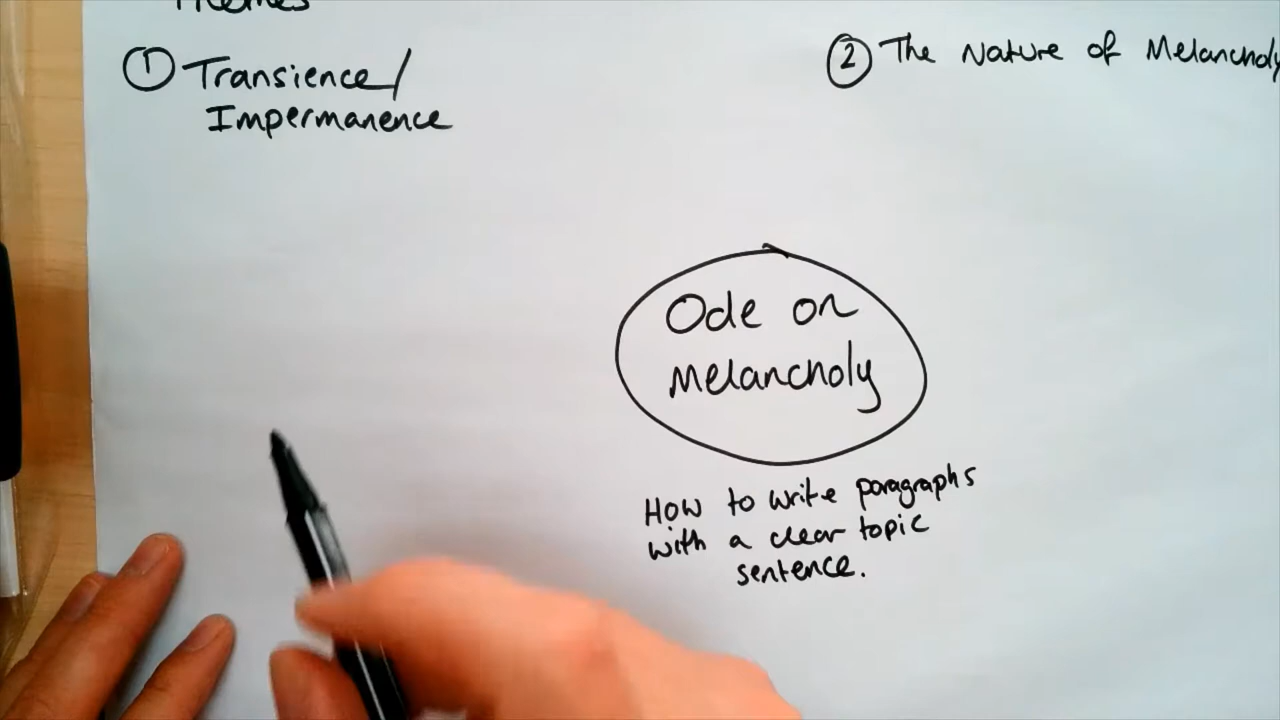 Themes
① Transience/
Impermanence
② The Nature of Melancholy
Ode on
Melancholy
How to write paragraphs
with a clear topic
sentence.